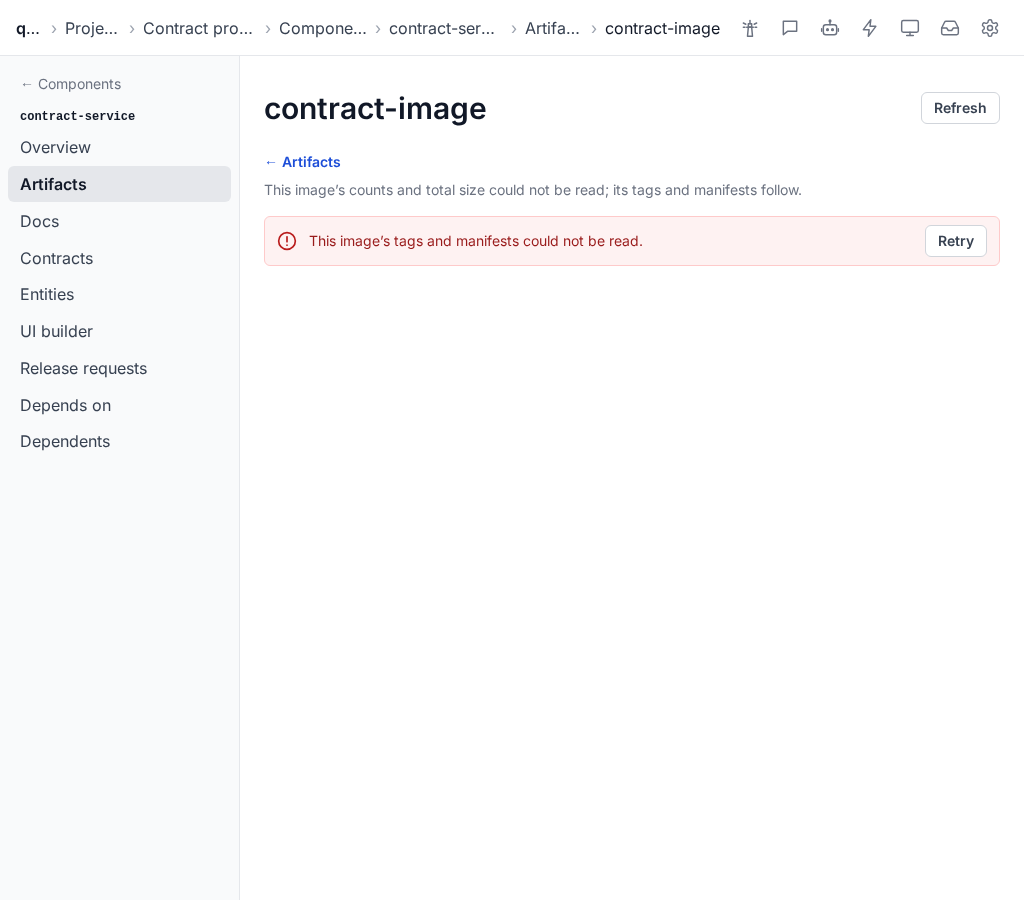 q… › Proje… › Contract pro… › Compone… › contract-ser… › Artifa… › contract-image
← Components
contract-service
Overview
Artifacts
Docs
Contracts
Entities
UI builder
Release requests
Depends on
Dependents
contract-image
Refresh
← Artifacts
This image’s counts and total size could not be read; its tags and manifests follow.
This image’s tags and manifests could not be read.
Retry